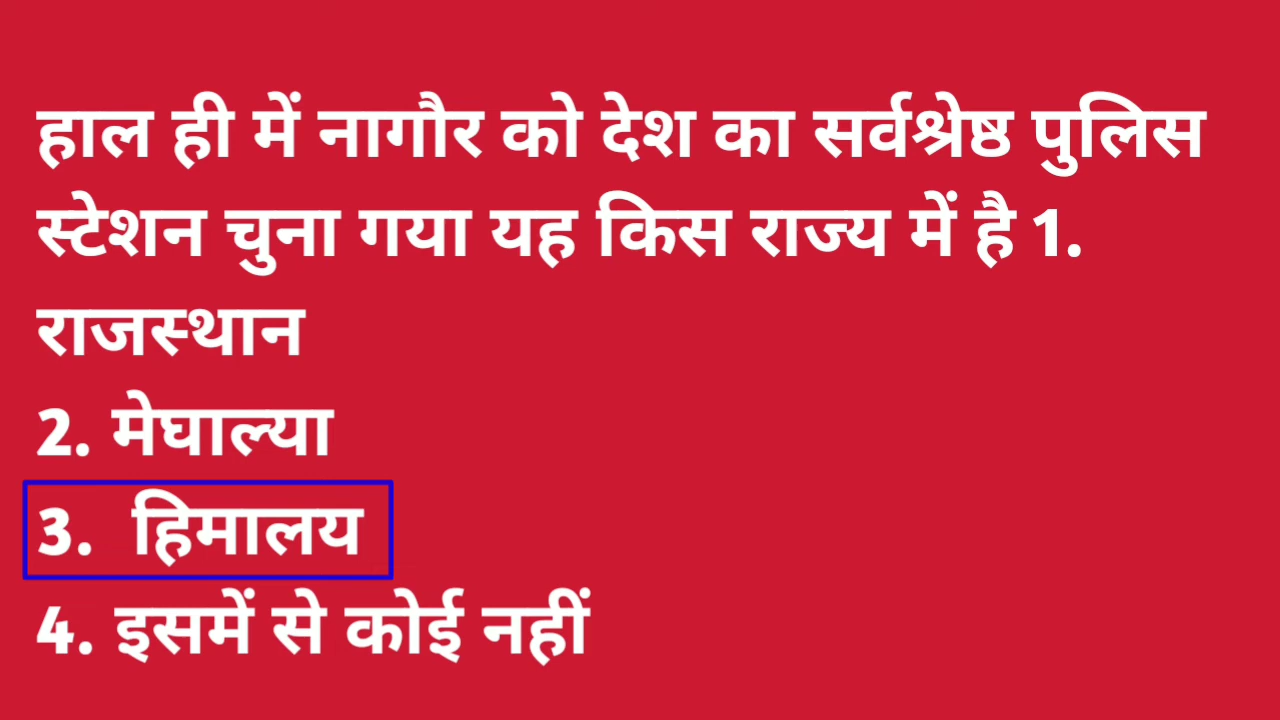 हाल ही में नागौर को देश का सर्वश्रेष्ठ पुलिस
स्टेशन चुना गया यह किस राज्य में है 1.
राजस्थान
2. मेघाल्या
3. हिमालय
4. इसमें से कोई नहीं